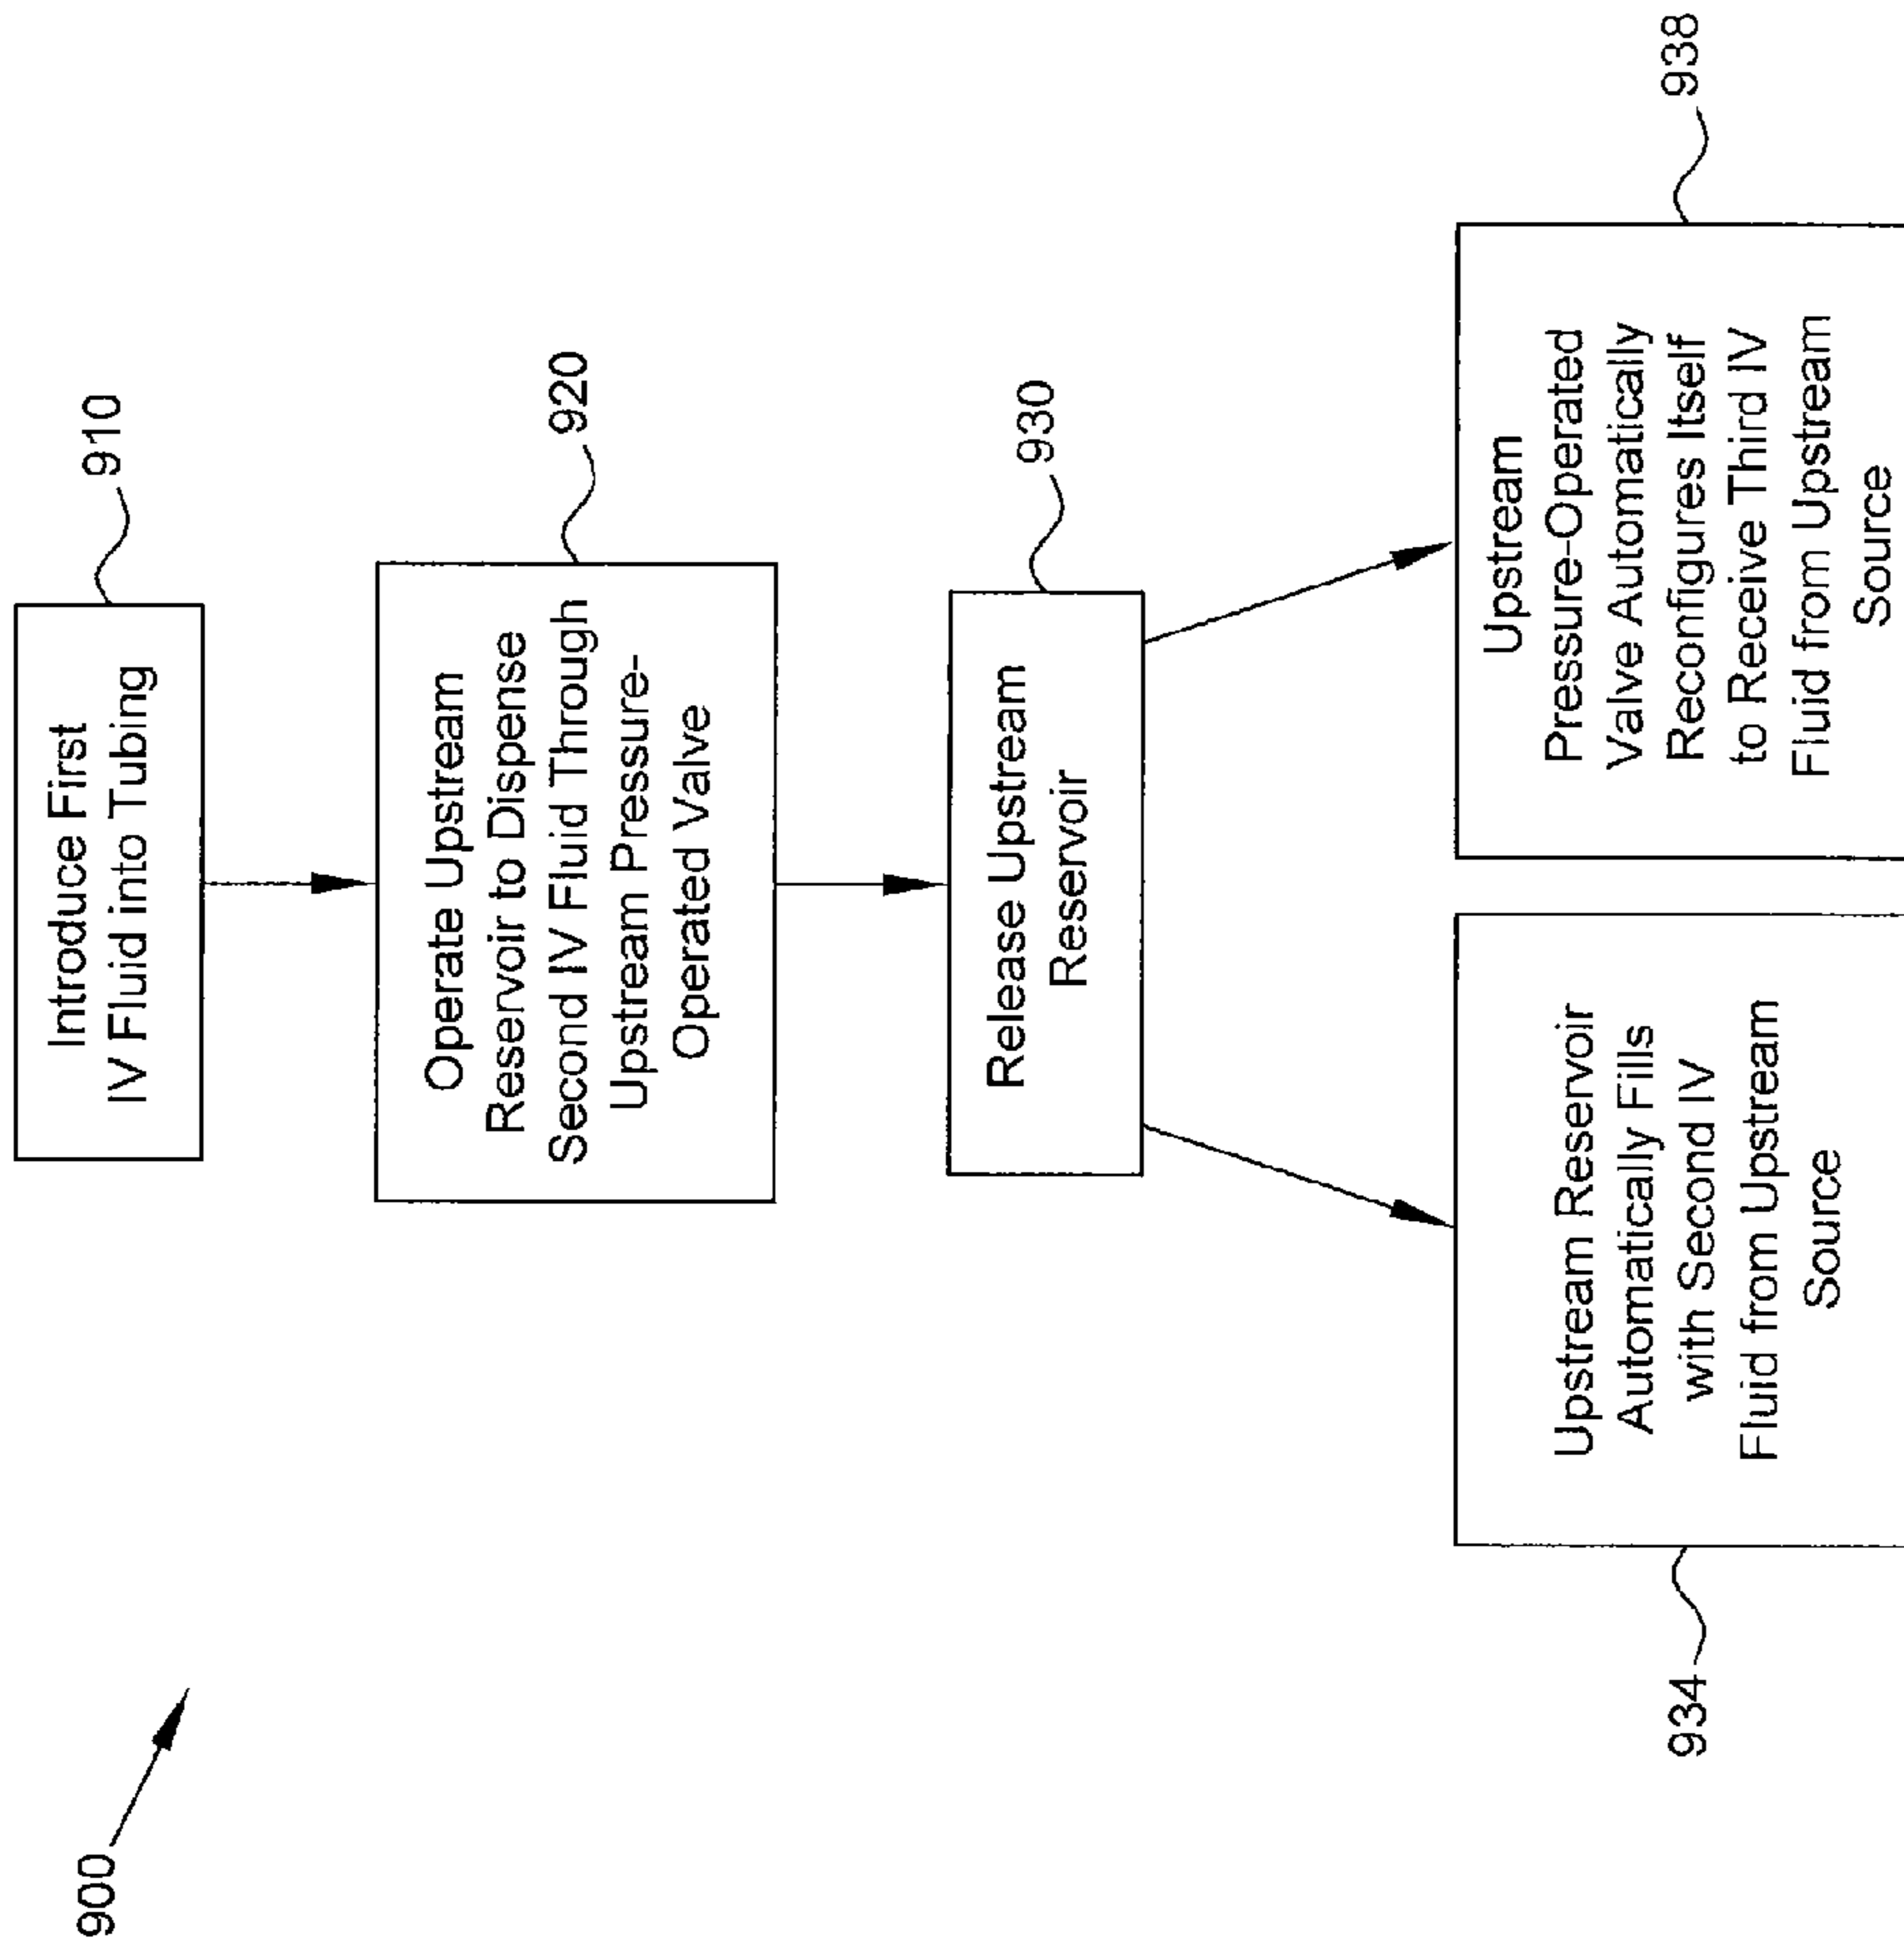 900
Introduce First
IV Fluid into Tubing
910
Operate Upstream
Reservoir to Dispense
Second IV Fluid Through
Upstream Pressure-
Operated Valve
920
Release Upstream
Reservoir
930
Upstream Reservoir
Automatically Fills
with Second IV
Fluid from Upstream
Source
934
Upstream
Pressure-Operated
Valve Automatically
Reconfigures Itself
to Receive Third IV
Fluid from Upstream
Source
938